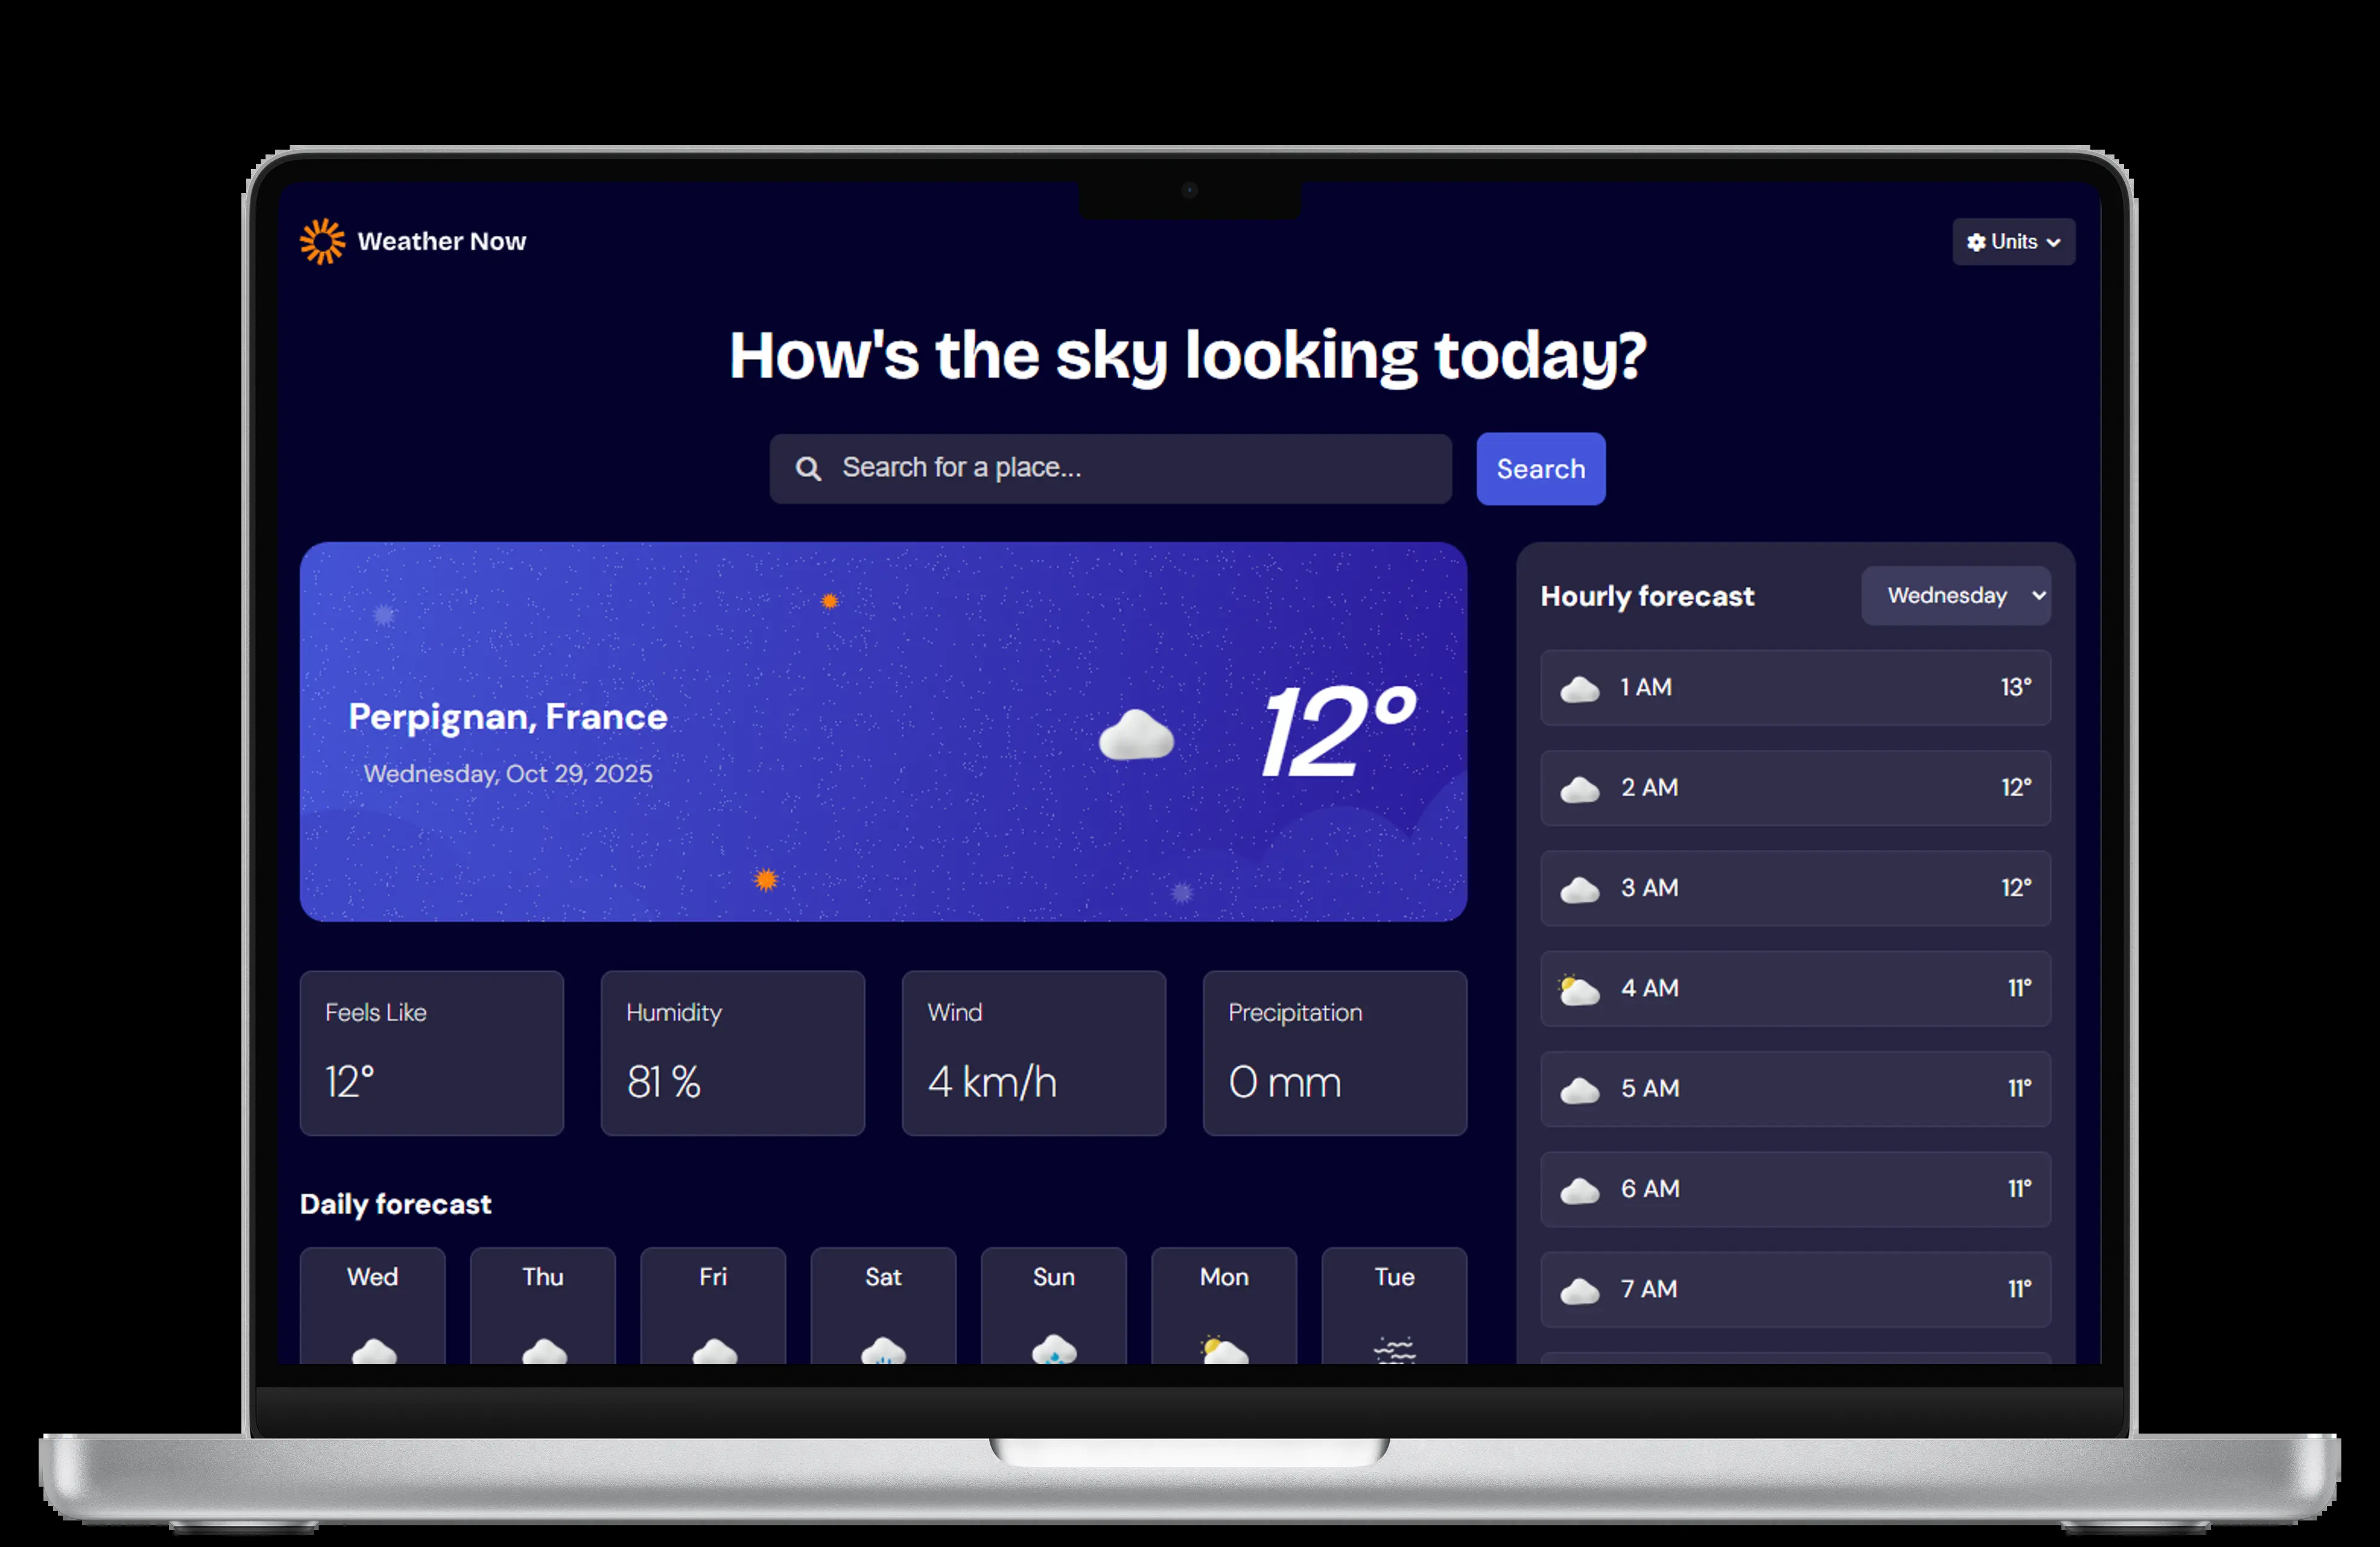 Weather Now
Units
How's the sky looking today?
Search for a place...
Search
Perpignan, France
Wednesday, Oct 29, 2025
12°
Feels Like
12°
Humidity
81 %
Wind
4 km/h
Precipitation
0 mm
Daily forecast
Wed
Thu
Fri
Sat
Sun
Mon
Tue
Hourly forecast
Wednesday
1 AM 13°
2 AM 12°
3 AM 12°
4 AM 11°
5 AM 11°
6 AM 11°
7 AM 11°